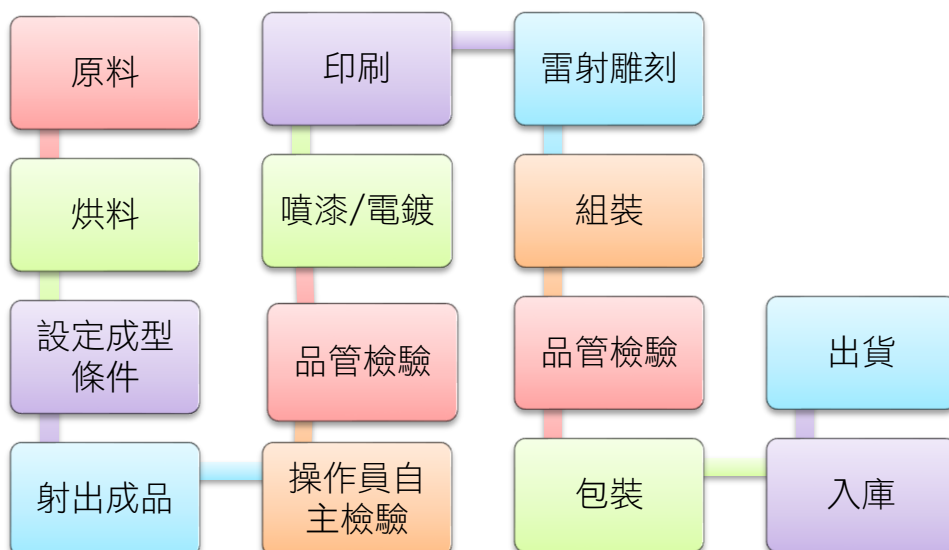 原料
烘料
設定成型
條件
射出成品
操作員自
主檢驗
品管檢驗
噴漆/電鍍
印刷
雷射雕刻
組裝
品管檢驗
包裝
入庫
出貨